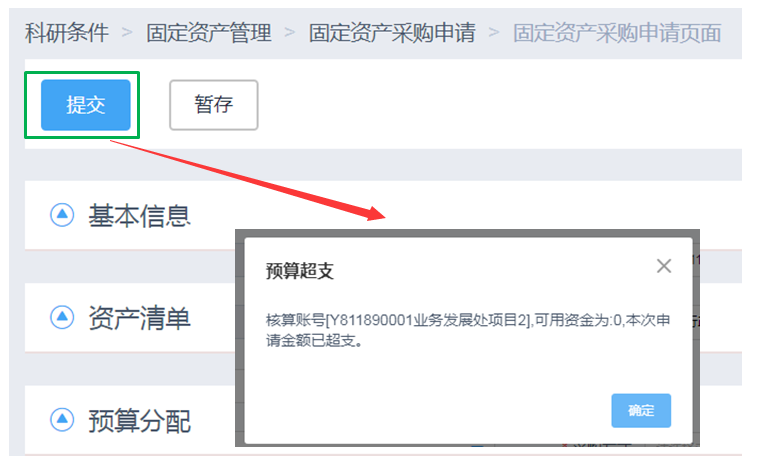 科研条件 > 固定资产管理 > 固定资产采购申请 > 固定资产采购申请页面
提交 暂存
基本信息
预算超支
核算账号[Y811890001业务发展处项目2],可用资金为:0,本次申
请金额已超支。
确定
资产清单
预算分配